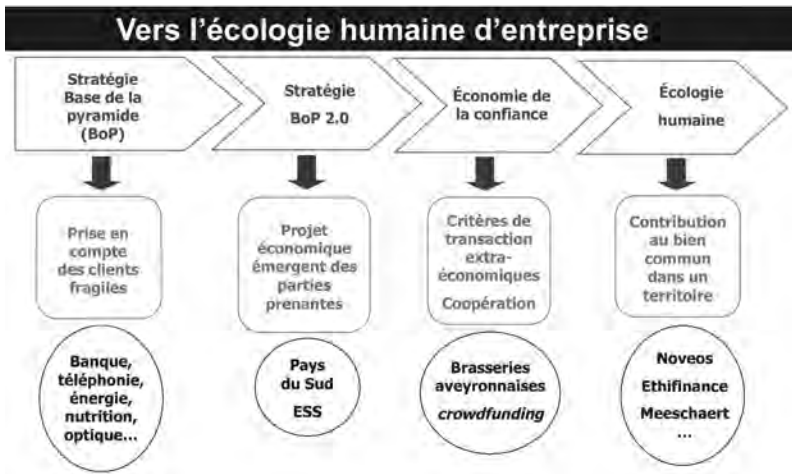 Vers l'écologie humaine d'entreprise
Stratégie
Base de la
pyramide
(BoP)
Stratégie
BoP 2.0
Économie de
la confiance
Écologie
humaine
Prise en
compte
des clients
fragiles
Projet
économique
émergent des
parties
prenantes
Critères de
transaction
extra-
économiques
Coopération
Contribution
au bien
commun
dans un
territoire
Banque,
téléphonie,
énergie,
nutrition,
optique...
Pays
du Sud
ESS
Brasseries
aveyronnaises
crowdfunding
Noveos
Ethifinance
Meeschaert
...